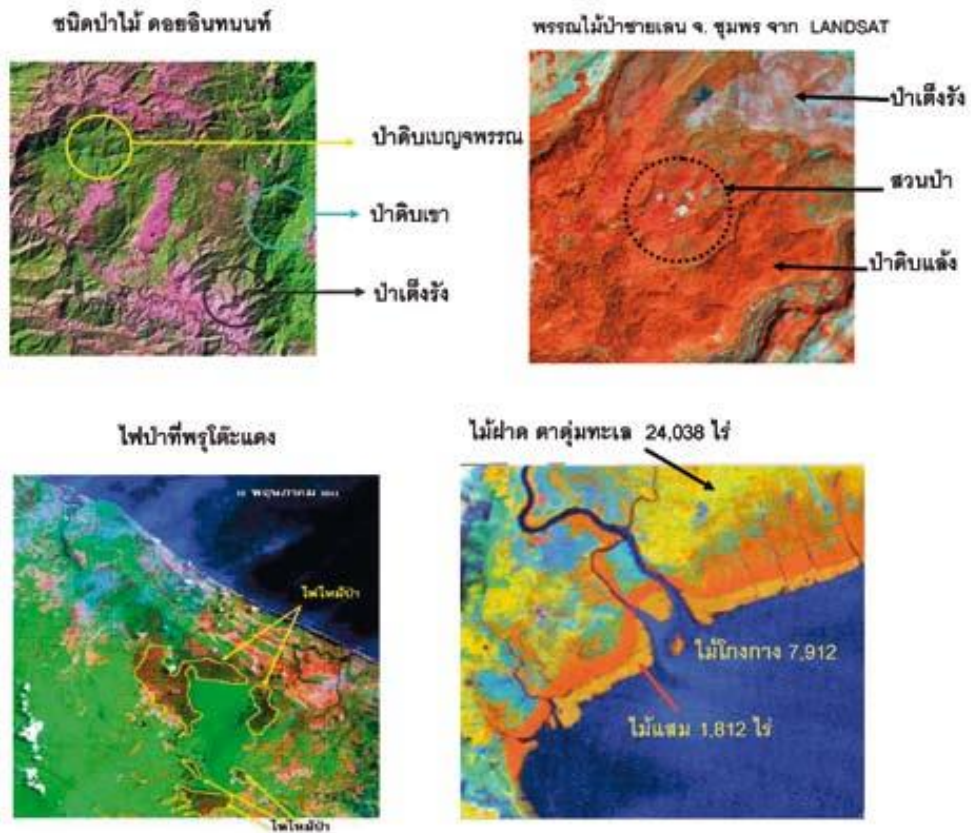 ชนิดป่าไม้ ดอยอินทนนท์
พรรณไม้ป่าชายเลน จ. ชุมพร จาก LANDSAT
ป่าดิบเบญจพรรณ
ป่าดิบเขา
ป่าเต็งรัง
ป่าเต็งรัง
สวนป่า
ป่าดิบแล้ง
ไฟป่าที่พรุโต๊ะแดง
พฤษภาคม
ไฟไหม้ป่า
ไฟไหม้ป่า
ไม้ฝาด ตาตุ่มทะเล 24,038 ไร่
ไม้โกงกาง 7,912
ไม้แสม 1,812 ไร่